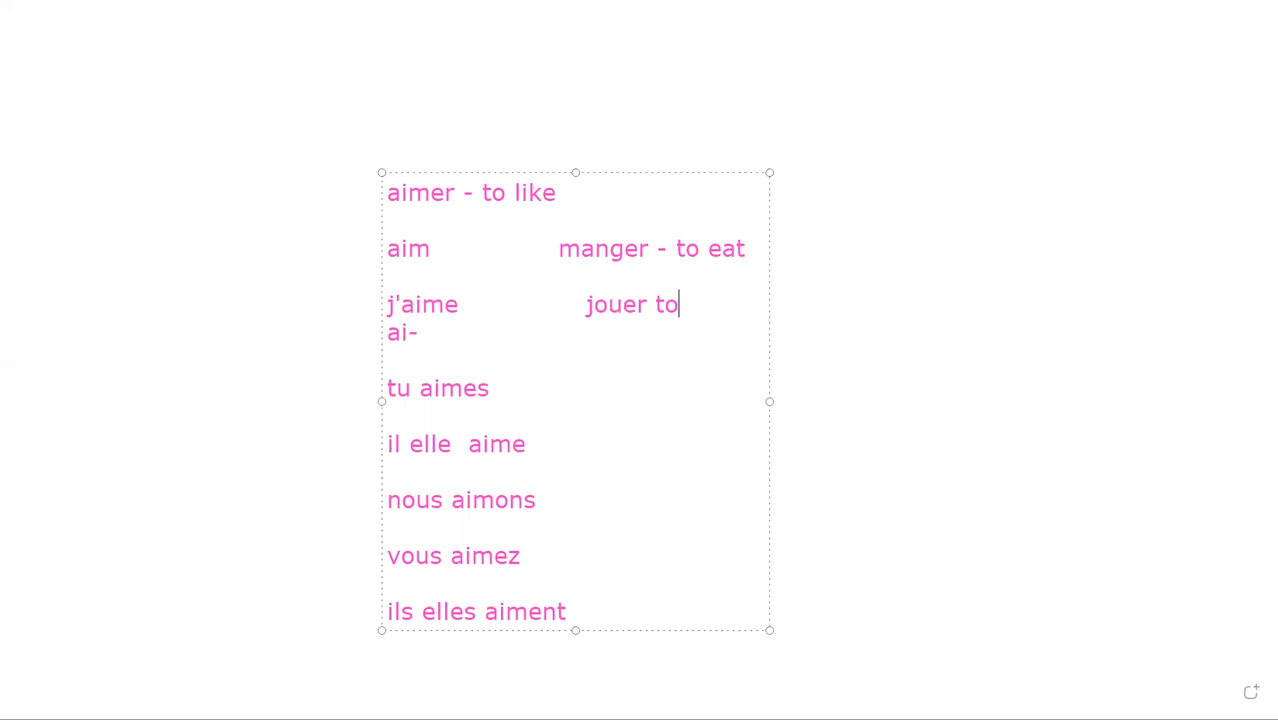 aimer - to like
aim manger - to eat
j'aime jouer to
ai-
tu aimes
il elle aime
nous aimons
vous aimez
ils elles aiment